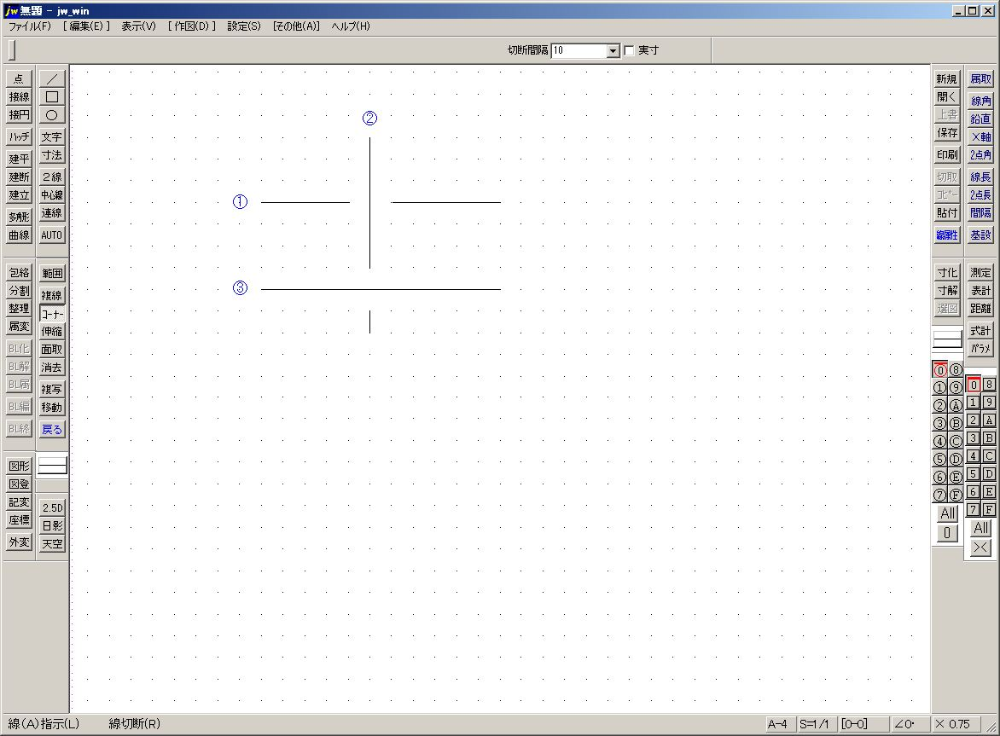 jw無題 - jw_win
ファイル(F) [編集(E)] 表示(V) [作図(D)] 設定(S) [その他(A)] ヘルプ(H)
切断間隔 10 実寸
点 ／ 新規 属取
接線 □ 開く 線角
接円 ○ 上書 鉛直
ハッチ 文字 保存 X軸
建平 寸法 印刷 2点角
建断 2線 切取 線長
建立 中心線 コピー 2点長
多角形 連線 貼付 間隔
曲線 AUTO 線属性 基設
②
①
③
包絡 範囲 寸化 測定
分割 複線 寸解 表計
整理 コーナー 選図 距離
属変 伸縮 式計
BL化 面取 パラメ
BL解 消去 ⓪ ⑧
BL属 複写 ① ⑨ 0 8
BL編 移動 ② Ⓐ 1 9
BL終 戻る ③ Ⓑ 2 A
図形 ④ Ⓒ 3 B
図登 ⑤ Ⓓ 4 C
記変 2.5D ⑥ Ⓔ 5 D
座標 日影 ⑦ Ⓕ 6 E
外変 天空 All 7 F
0 All
><
線(A)指示(L) 線切断(R) A-4 S=1/1 [0-0] ∠0・ × 0.75